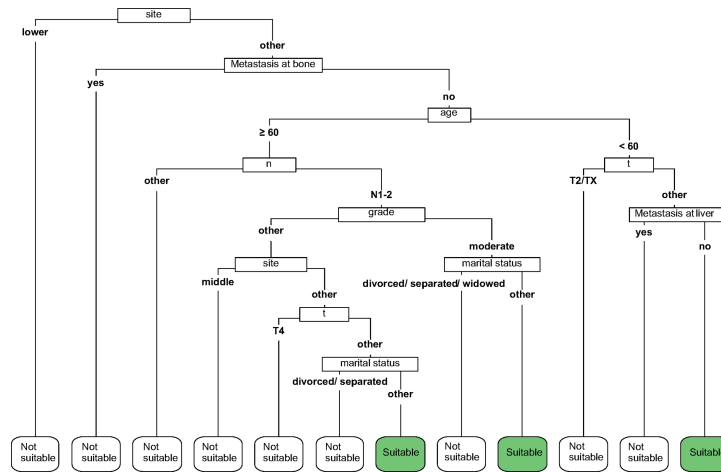 site
lower
other
Metastasis at bone
yes
no
age
≥ 60
< 60
n
t
other
T2/TX
other
N1-2
grade
Metastasis at liver
other
yes
no
moderate
site
marital status
middle
divorced/ separated/ widowed
other
other
t
T4
other
marital status
divorced/ separated
other
Not
suitable
Not
suitable
Not
suitable
Not
suitable
Not
suitable
Not
suitable
Suitable
Not
suitable
Suitable
Not
suitable
Not
suitable
Suitabl